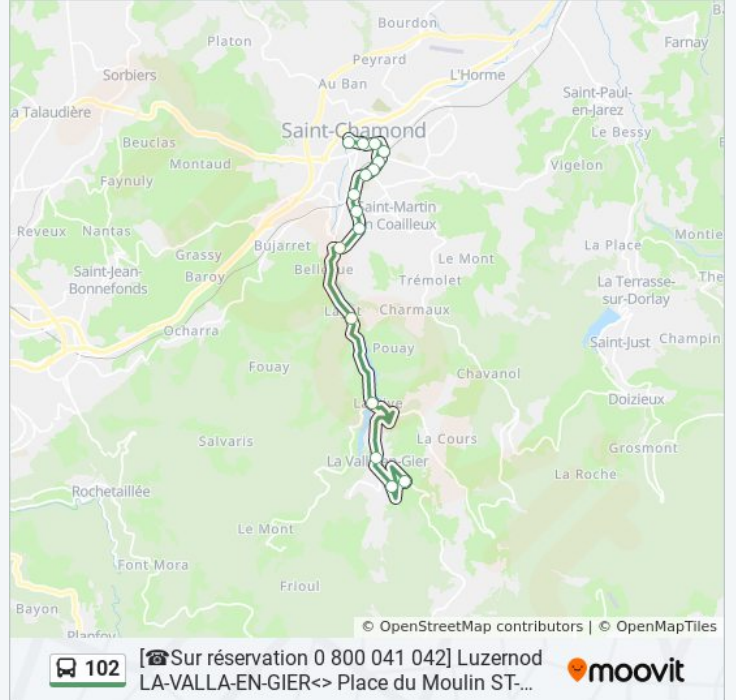 Bourdon
Platon
Farnay
Peyrard
Sorbiers
L'Horme
Au Ban
Saint-Paul-
en-Jarez
a Talaudière
Saint-Chamond
Le Bessy
Beuclas
Montaud
Vigelon
Faynuly
Saint-Martin
n Coailleux
Reveux
Nantas
Montie
Bujarret
La Place
Grassy
Le Mont
Saint-Jean-
Bonnefonds
Baroy
Trémolet
La Terrasse-
sur-Dorlay
The
Charmaux
Ocharra
Saint-Just
Champin
Pouay
Fouay
Chavanol
Doizieux
Salvaris
La Cours
Grosmont
La Valla-en-Gier
La Roche
Rochetaillée
Le Mont
Font Mora
Frioul
Bayon
Planfoy
© OpenStreetMap contributors | © OpenMapTiles
102
[☎Sur réservation 0 800 041 042] Luzernod
LA-VALLA-EN-GIER<> Place du Moulin ST-...
moovit